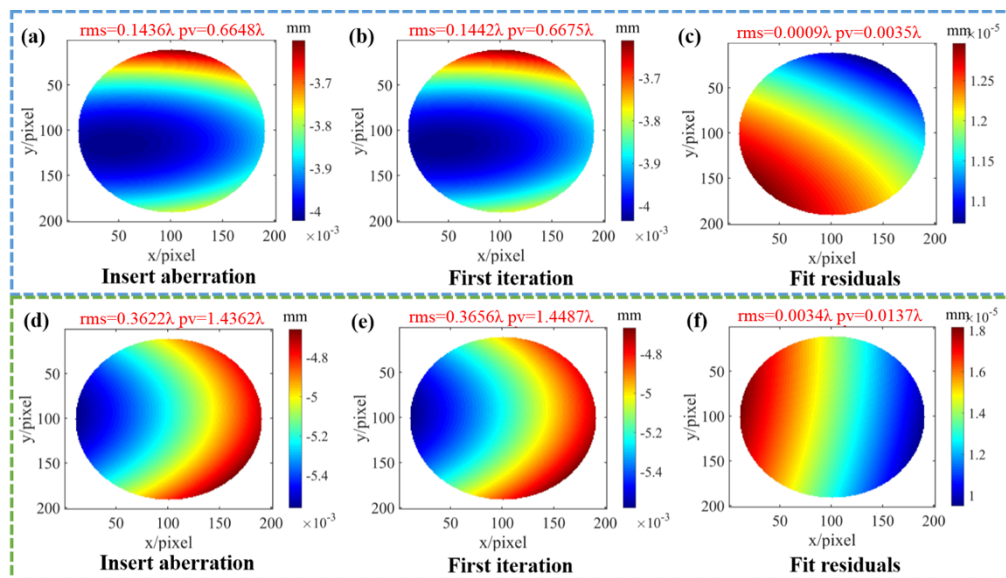 rms=0.1436λ pv=0.6648λ
(a)
mm
50
100
150
200
y/pixel
50 100 150 200
x/pixel
-3.7
-3.8
-3.9
-4
×10⁻³
Insert aberration
rms=0.1442λ pv=0.6675λ
(b)
mm
50
100
150
200
y/pixel
50 100 150 200
x/pixel
-3.7
-3.8
-3.9
-4
×10⁻³
First iteration
rms=0.0009λ pv=0.0035λ
(c)
mm ×10⁻⁵
50
100
150
200
y/pixel
50 100 150 200
x/pixel
1.25
1.2
1.15
1.1
Fit residuals
rms=0.3622λ pv=1.4362λ
(d)
mm
50
100
150
200
y/pixel
50 100 150 200
x/pixel
-4.8
-5
-5.2
-5.4
×10⁻³
Insert aberration
rms=0.3656λ pv=1.4487λ
(e)
mm
50
100
150
200
y/pixel
50 100 150 200
x/pixel
-4.8
-5
-5.2
-5.4
×10⁻³
First iteration
rms=0.0034λ pv=0.0137λ
(f)
mm×10⁻⁵
50
100
150
200
y/pixel
50 100 150 200
x/pixel
1.8
1.6
1.4
1.2
1
Fit residuals